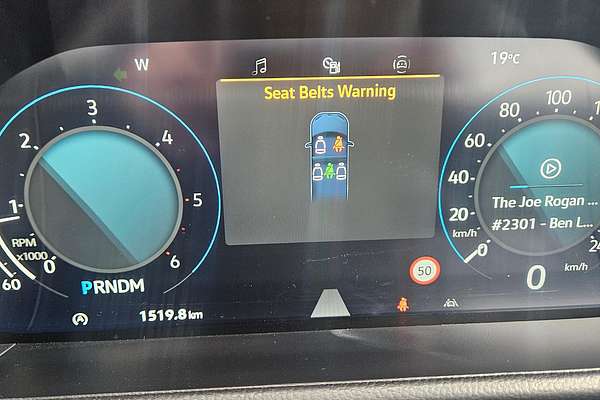 W
19°C
Seat Belts Warning
0
1
2
3
4
5
6
RPM
x1000
60
PRNDM
1519.8 km
50
0
20
40
60
80
100
km/h
The Joe Rogan ...
#2301 - Ben L...
0
km/h